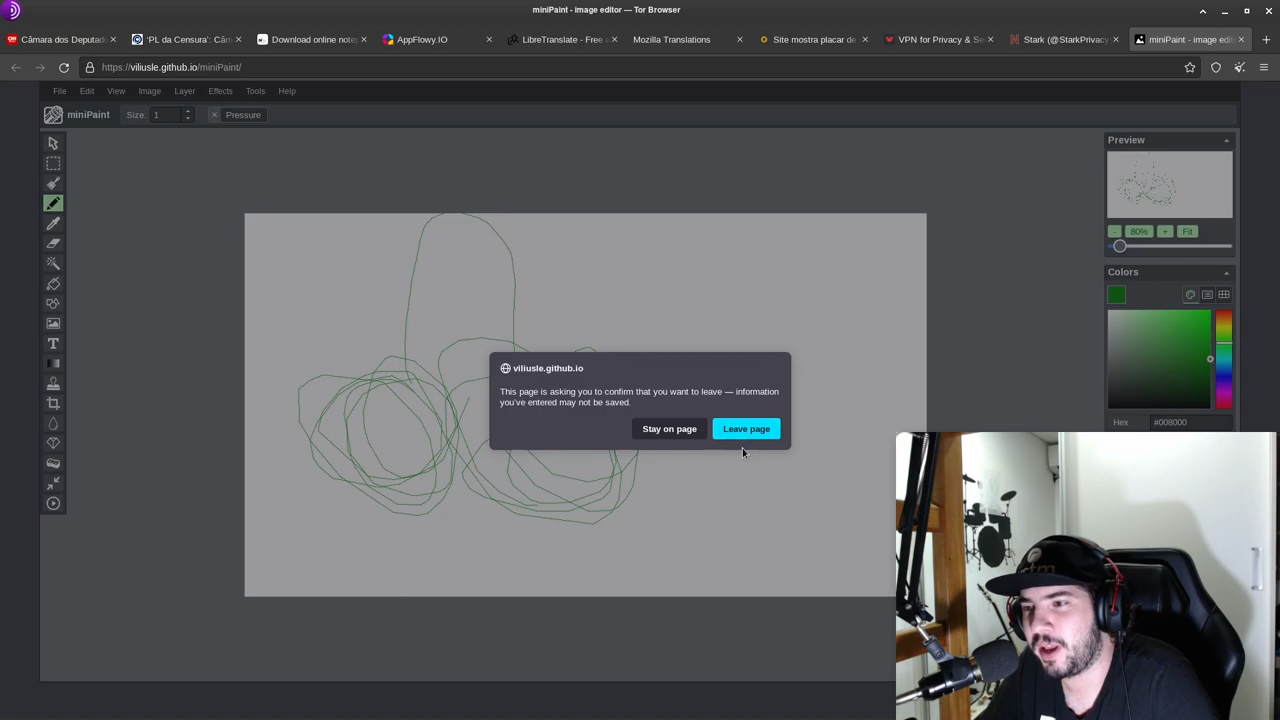 miniPaint - image editor — Tor Browser
Câmara dos Deputad
'PL da Censura': Câm
Download online note
AppFlowy.IO
LibreTranslate - Free a
Mozilla Translations
Site mostra placar de
VPN for Privacy & Se
Stark (@StarkPrivacy
miniPaint - image edit
https://viliusle.github.io/miniPaint/
File Edit View Image Layer Effects Tools Help
miniPaint Size: 1 Pressure
Preview
- 80% + Fit
Colors
viliusle.github.io
This page is asking you to confirm that you want to leave — information
you've entered may not be saved.
Stay on page Leave page
Hex #008000